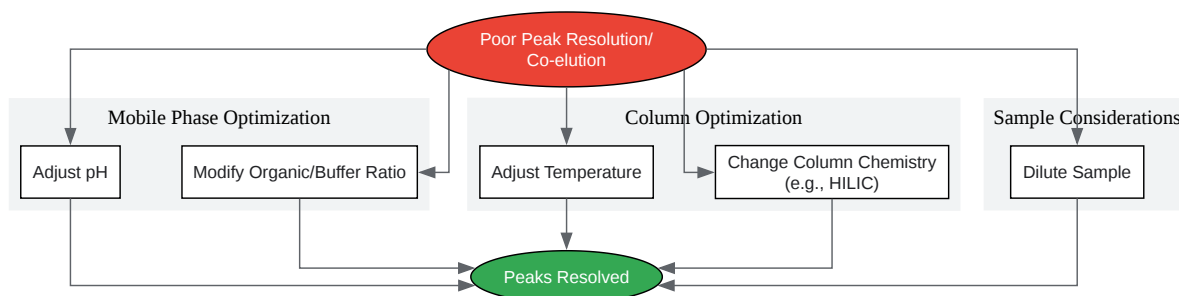 Poor Peak Resolution/
Co-elution
Mobile Phase Optimization
Column Optimization
Sample Considerations
Adjust pH
Modify Organic/Buffer Ratio
Adjust Temperature
Change Column Chemistry
(e.g., HILIC)
Dilute Sample
Peaks Resolved